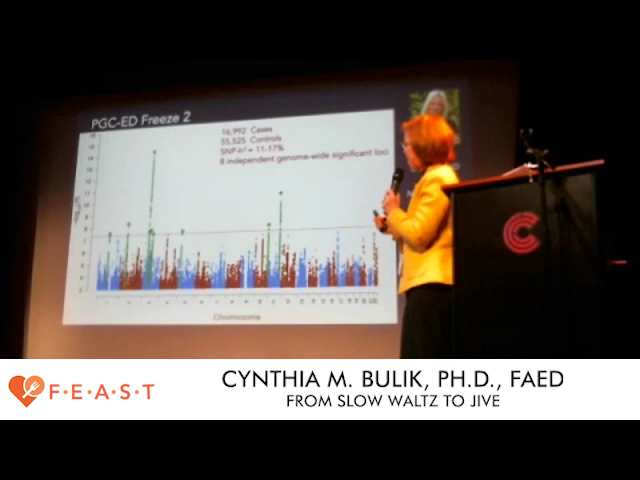 PGC-ED Freeze 2
16,992 Cases
55,525 Controls
SNP-h² = 11-17%
8 independent genome-wide significant loci
Chromosome
F·E·A·S·T
CYNTHIA M. BULIK, PH.D., FAED
FROM SLOW WALTZ TO JIVE